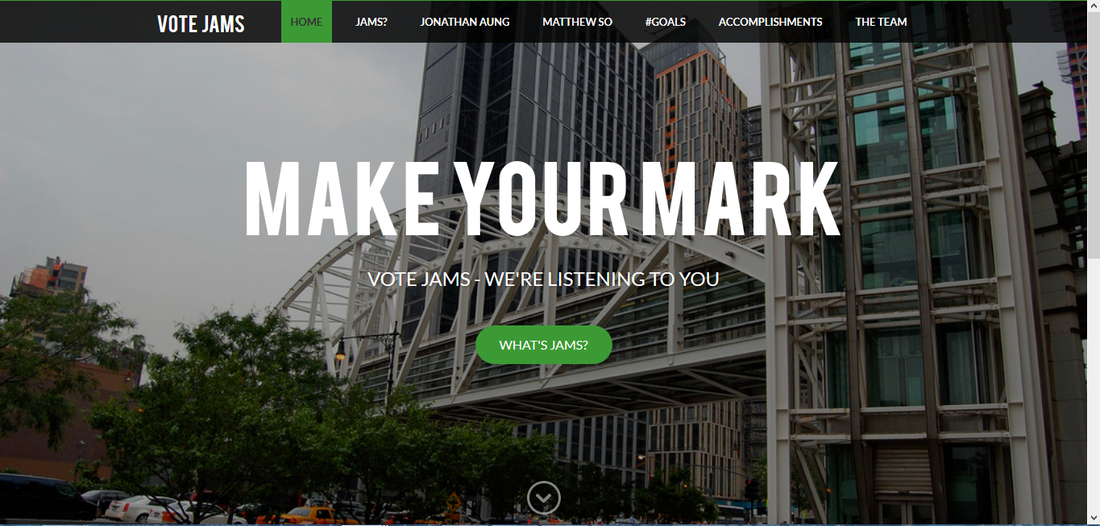 VOTE JAMS
HOME JAMS? JONATHAN AUNG MATTHEW SO #GOALS ACCOMPLISHMENTS THE TEAM
MAKE YOUR MARK
VOTE JAMS - WE'RE LISTENING TO YOU
WHAT'S JAMS?